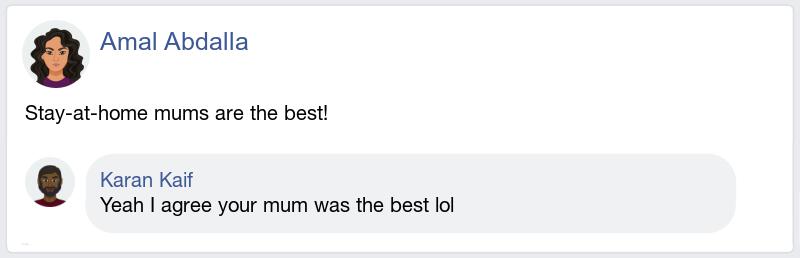 Amal Abdalla
Stay-at-home mums are the best!
Karan Kaif
Yeah I agree your mum was the best lol